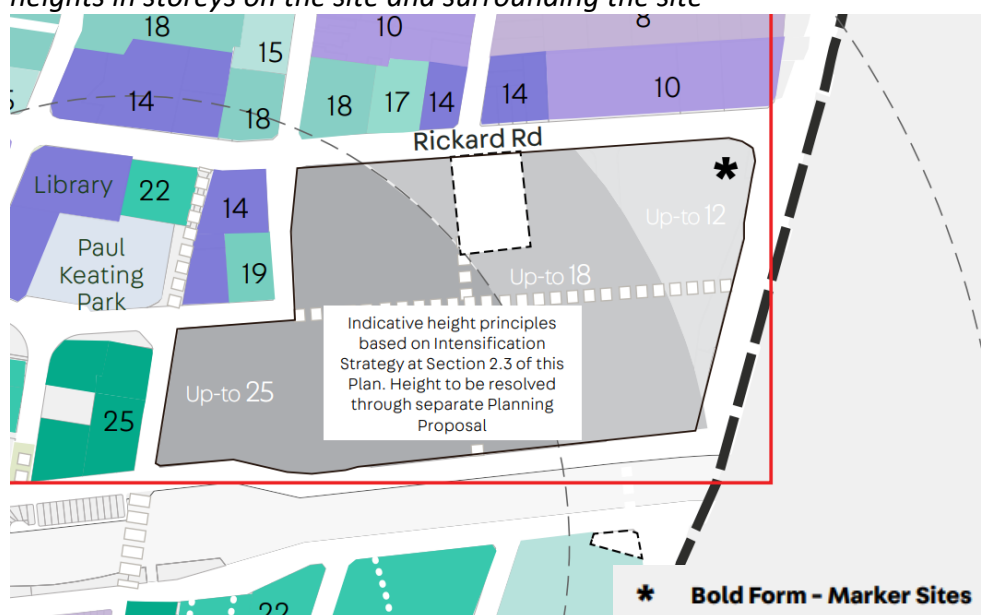 heights in storeys on the site and surrounding the site
18
15
10
8
14
18
18
17
14
14
10
Rickard Rd
Library
22
14
*
Up-to 12
Paul
Keating
Park
19
Up-to 18
Indicative height principles
based on Intensification
Strategy at Section 2.3 of this
Plan. Height to be resolved
through separate Planning
Proposal
Up-to 25
25
22
* Bold Form – Marker Sites